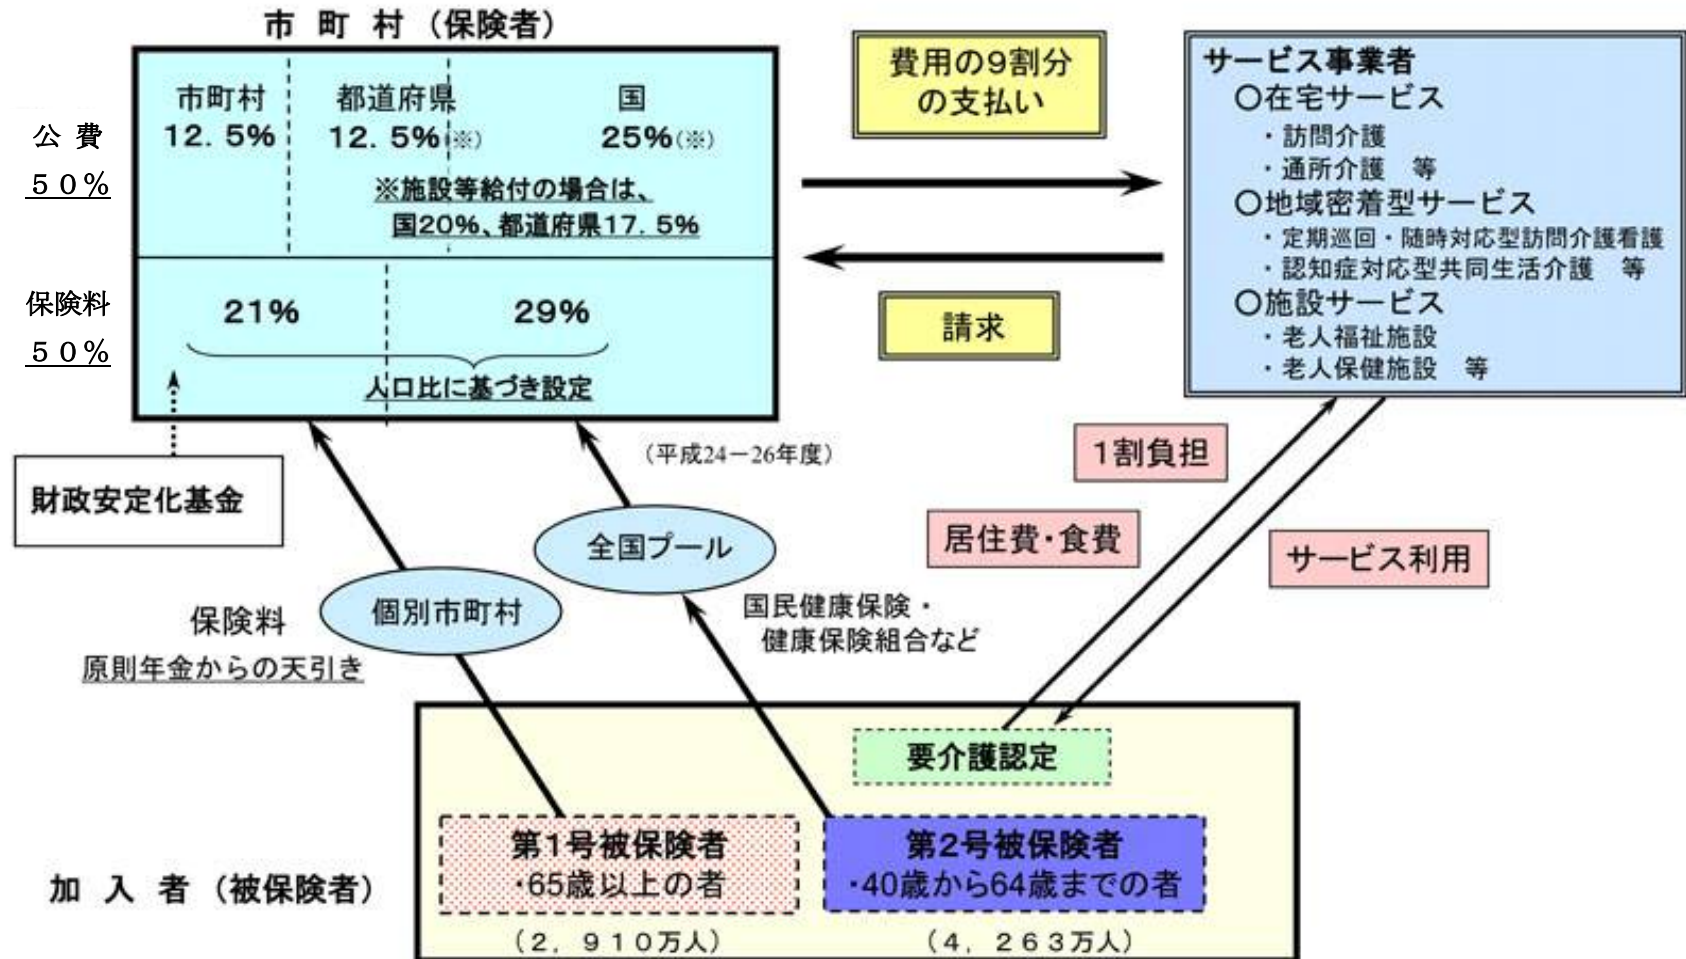 市 町 村 （保険者）
公 費
５０％
市町村
12.5%
都道府県
12.5%(※)
国
25%(※)
※施設等給付の場合は、
国20%、都道府県17.5%
保険料
５０％
21%
29%
人口比に基づき設定
財政安定化基金
費用の９割分
の支払い
請求
サービス事業者
○在宅サービス
・訪問介護
・通所介護　等
○地域密着型サービス
・定期巡回・随時対応型訪問介護看護
・認知症対応型共同生活介護　等
○施設サービス
・老人福祉施設
・老人保健施設　等
（平成24－26年度）
１割負担
居住費・食費
サービス利用
全国プール
個別市町村
保険料
原則年金からの天引き
国民健康保険・
健康保険組合など
要介護認定
加 入 者 （被保険者）
第１号被保険者
・65歳以上の者
（２，９１０万人）
第２号被保険者
・40歳から64歳までの者
（４，２６３万人）